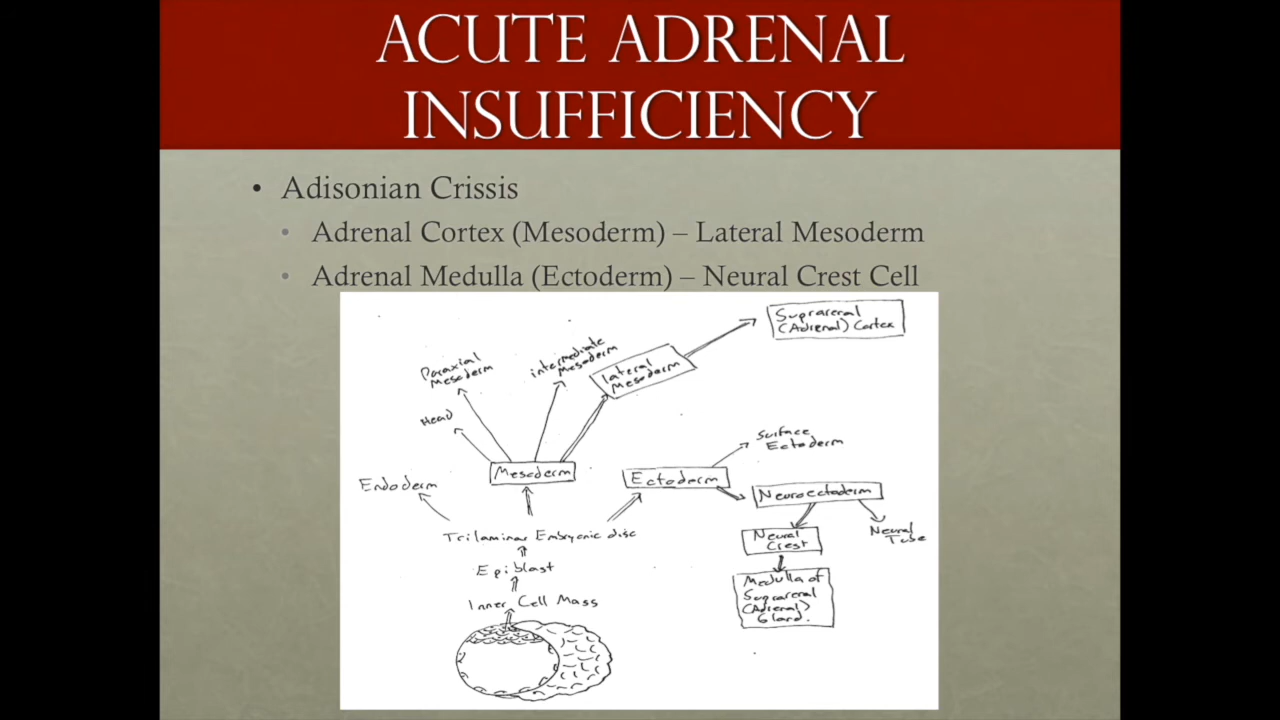 ACUTE ADRENAL
INSUFFICIENCY
• Adisonian Crissis
• Adrenal Cortex (Mesoderm) – Lateral Mesoderm
• Adrenal Medulla (Ectoderm) – Neural Crest Cell
Suprarenal
(Adrenal) Cortex
Paraxial
Mesoderm
intermediate
Mesoderm
lateral
Mesoderm
Head
Surface
Ectoderm
Mesoderm
Ectoderm
Endoderm
Neuroectoderm
Trilaminar Embryonic disc
Neural
Crest
Neural
Tube
Epiblast
Inner Cell Mass
Medulla of
Suprarenal
(Adrenal)
Gland.